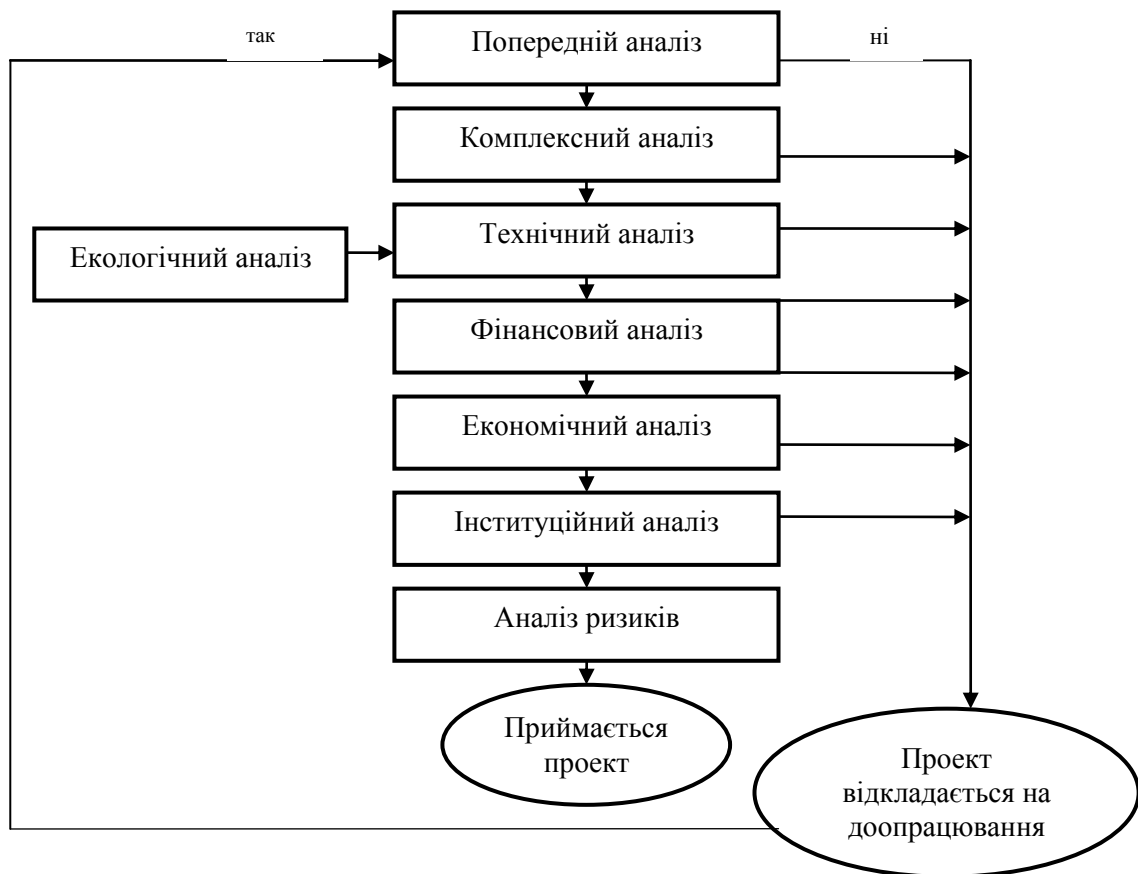 так
Попередній аналіз
ні
Комплексний аналіз
Технічний аналіз
Екологічний аналіз
Фінансовий аналіз
Економічний аналіз
Інституційний аналіз
Аналіз ризиків
Приймається
проект
Проект
відкладається на
доопрацювання